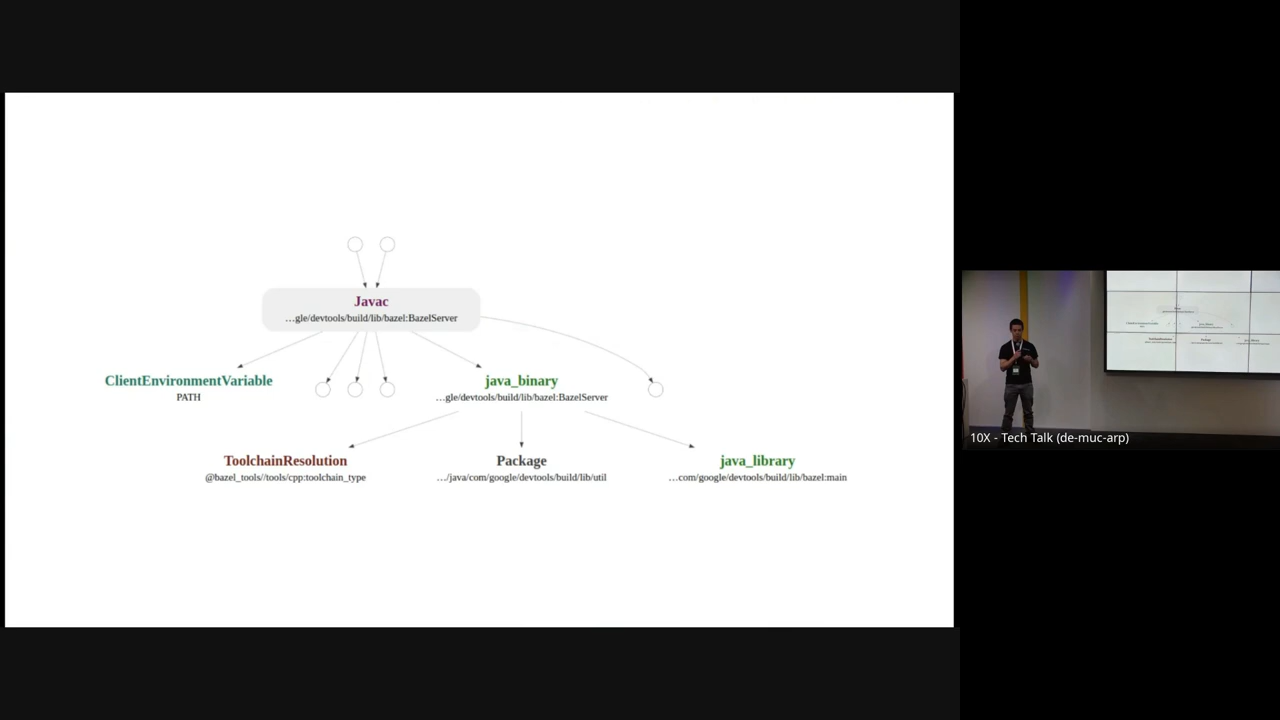 Javac
…gle/devtools/build/lib/bazel:BazelServer
ClientEnvironmentVariable
PATH
java_binary
…gle/devtools/build/lib/bazel:BazelServer
ToolchainResolution
@bazel_tools//tools/cpp:toolchain_type
Package
…/java/com/google/devtools/build/lib/util
java_library
…com/google/devtools/build/lib/bazel:main
10X - Tech Talk (de-muc-arp)